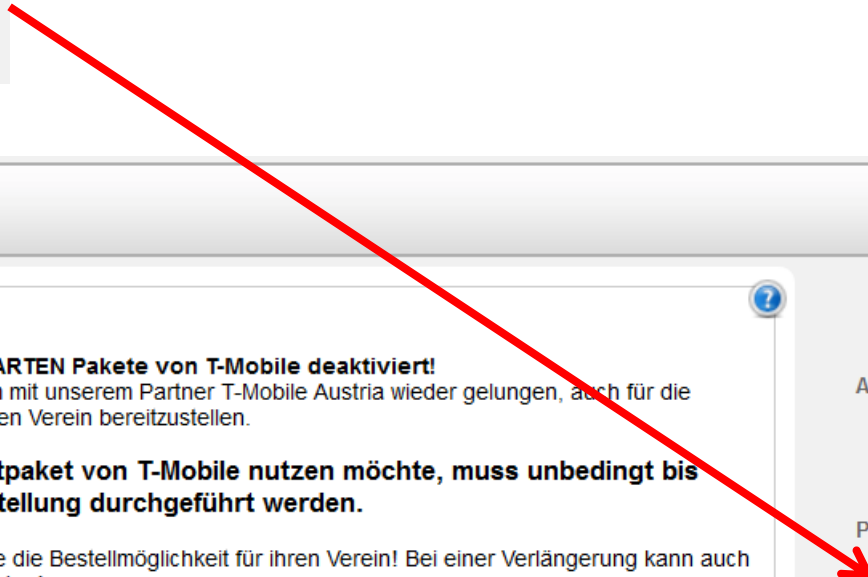 ?
ARTEN Pakete von T-Mobile deaktiviert!
mit unserem Partner T-Mobile Austria wieder gelungen, auch für die
en Verein bereitzustellen.
A
tpaket von T-Mobile nutzen möchte, muss unbedingt bis
tellung durchgeführt werden.
P
e die Bestellmöglichkeit für ihren Verein! Bei einer Verlängerung kann auch